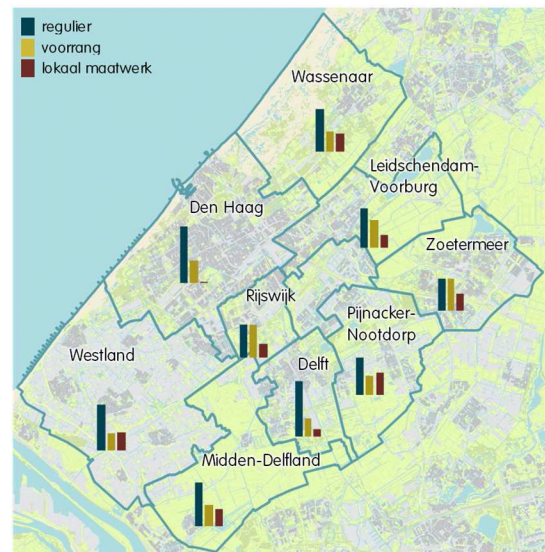 regulier
voorrang
lokaal maatwerk
Wassenaar
Leidschendam-
Voorburg
Den Haag
Zoetermeer
Rijswijk
Pijnacker-
Nootdorp
Westland
Delft
Midden-Delfland